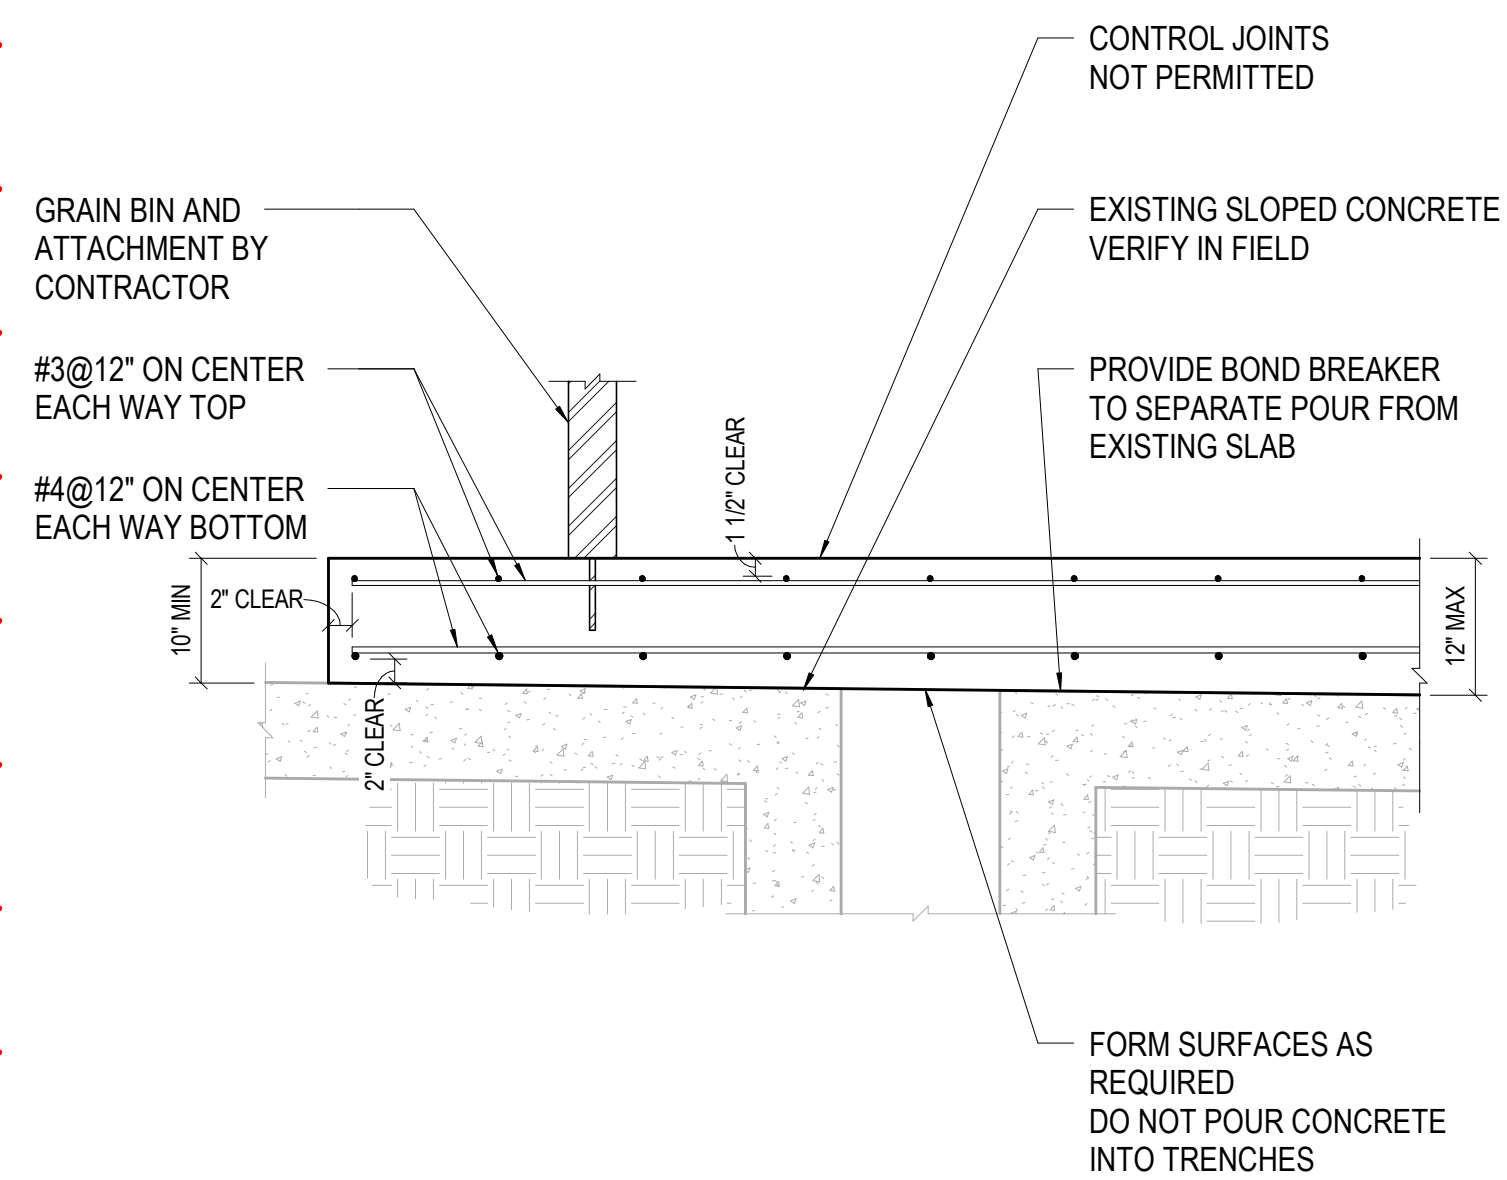 CONTROL JOINTS
NOT PERMITTED
GRAIN BIN AND
ATTACHMENT BY
CONTRACTOR
EXISTING SLOPED CONCRETE
VERIFY IN FIELD
#3@12" ON CENTER
EACH WAY TOP
PROVIDE BOND BREAKER
TO SEPARATE POUR FROM
EXISTING SLAB
#4@12" ON CENTER
EACH WAY BOTTOM
1 1/2" CLEAR
10" MIN
2" CLEAR
12" MAX
2" CLEAR
FORM SURFACES AS
REQUIRED
DO NOT POUR CONCRETE
INTO TRENCHES